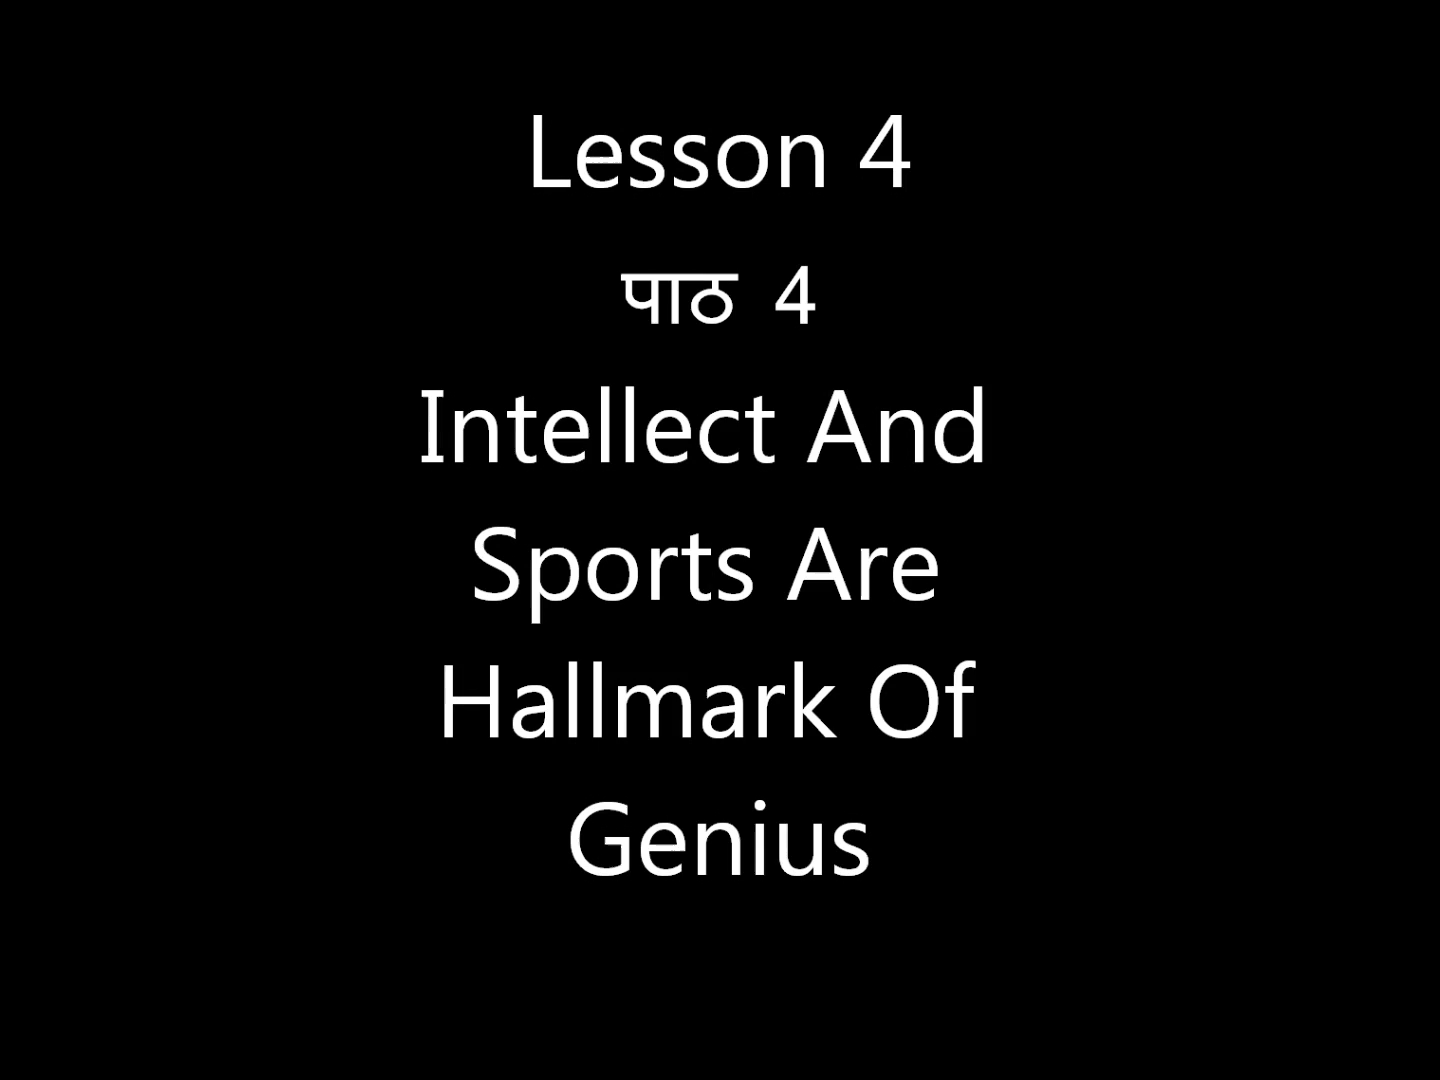 Lesson 4
पाठ 4
Intellect And
Sports Are
Hallmark Of
Genius